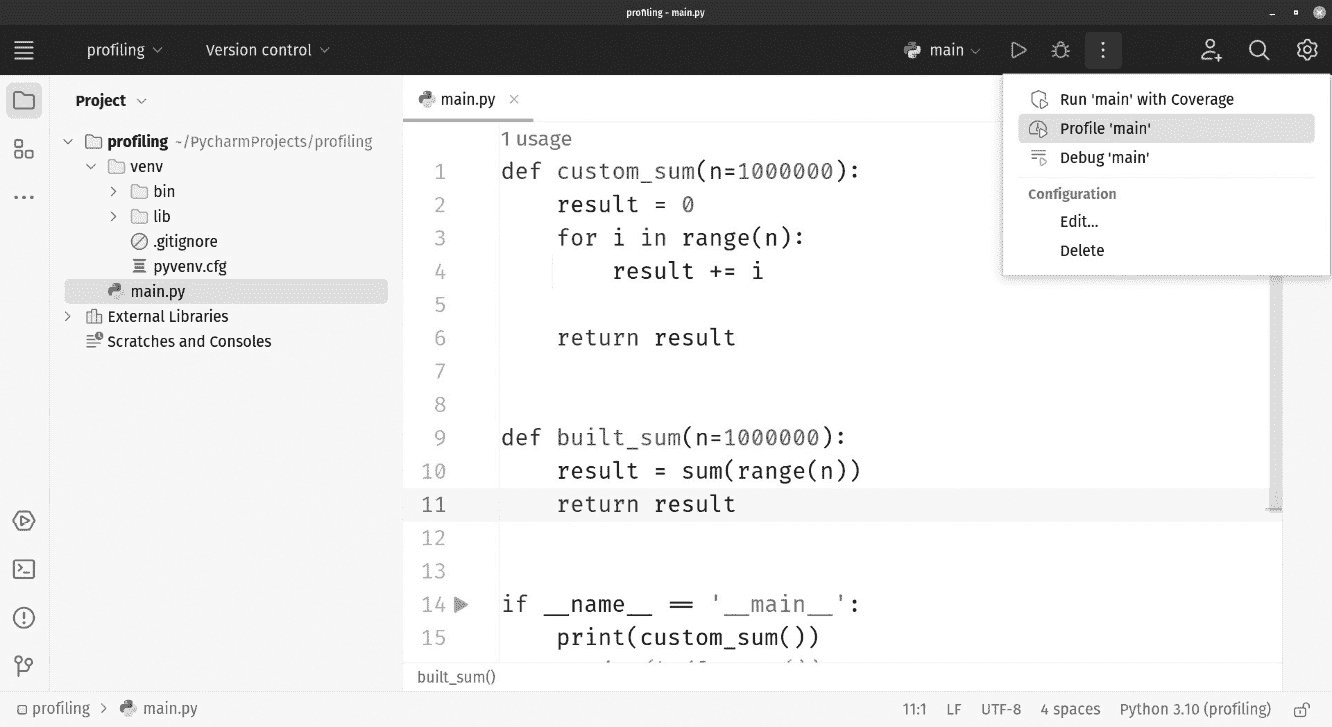 profiling - main.py
profiling
Version control
main
Project
main.py
Run 'main' with Coverage
Profile 'main'
Debug 'main'
Configuration
Edit...
Delete
profiling ~/PycharmProjects/profiling
venv
bin
lib
.gitignore
pyvenv.cfg
main.py
External Libraries
Scratches and Consoles
1 usage
1 def custom_sum(n=1000000):
2 result = 0
3 for i in range(n):
4 result += i
5
6 return result
7
8
9 def built_sum(n=1000000):
10 result = sum(range(n))
11 return result
12
13
14 if __name__ == '__main__':
15 print(custom_sum())
built_sum()
profiling > main.py
11:1 LF UTF-8 4 spaces Python 3.10 (profiling)